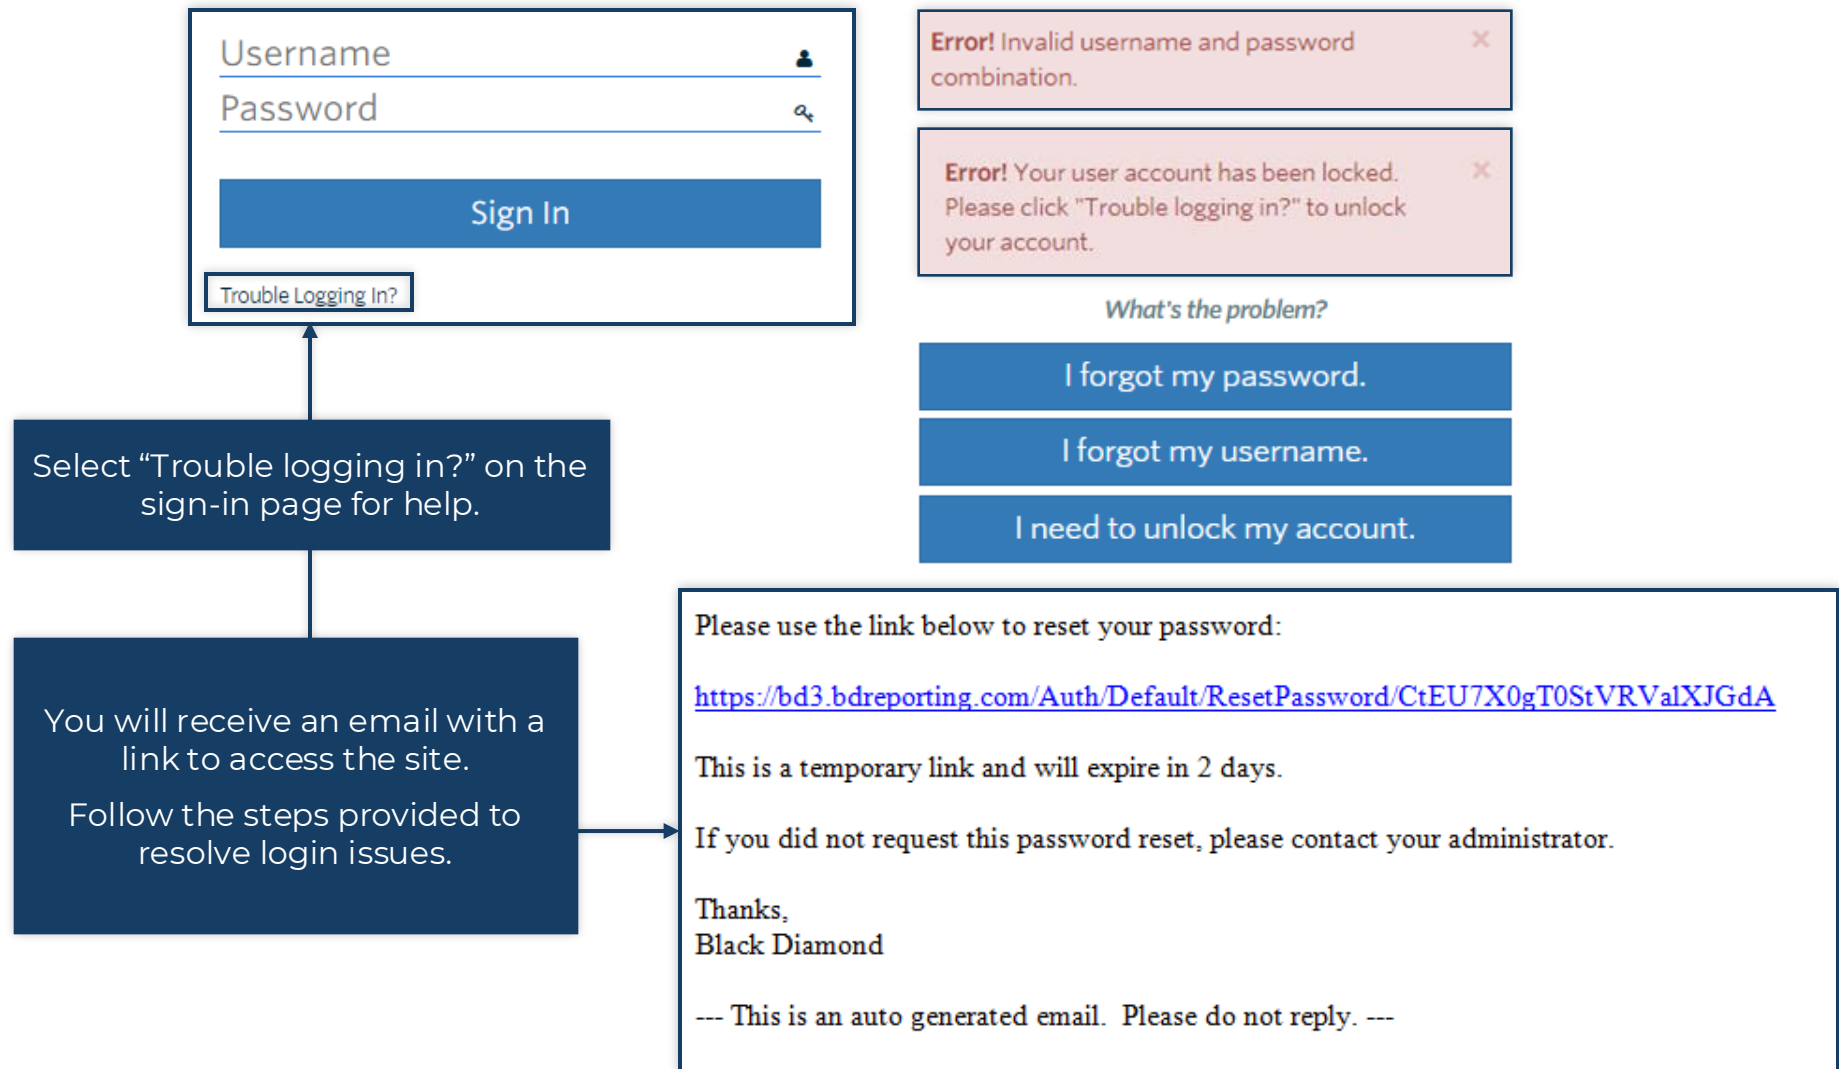 Username
Password
Sign In
Trouble Logging In?
Error! Invalid username and password
combination.
Error! Your user account has been locked.
Please click "Trouble logging in?" to unlock
your account.
What's the problem?
I forgot my password.
I forgot my username.
I need to unlock my account.
Select “Trouble logging in?” on the
sign-in page for help.
You will receive an email with a
link to access the site.
Follow the steps provided to
resolve login issues.
Please use the link below to reset your password:
https://bd3.bdreporting.com/Auth/Default/ResetPassword/CtEU7X0gT0StVRValXJGdA
This is a temporary link and will expire in 2 days.
If you did not request this password reset, please contact your administrator.
Thanks,
Black Diamond
--- This is an auto generated email.  Please do not reply. ---